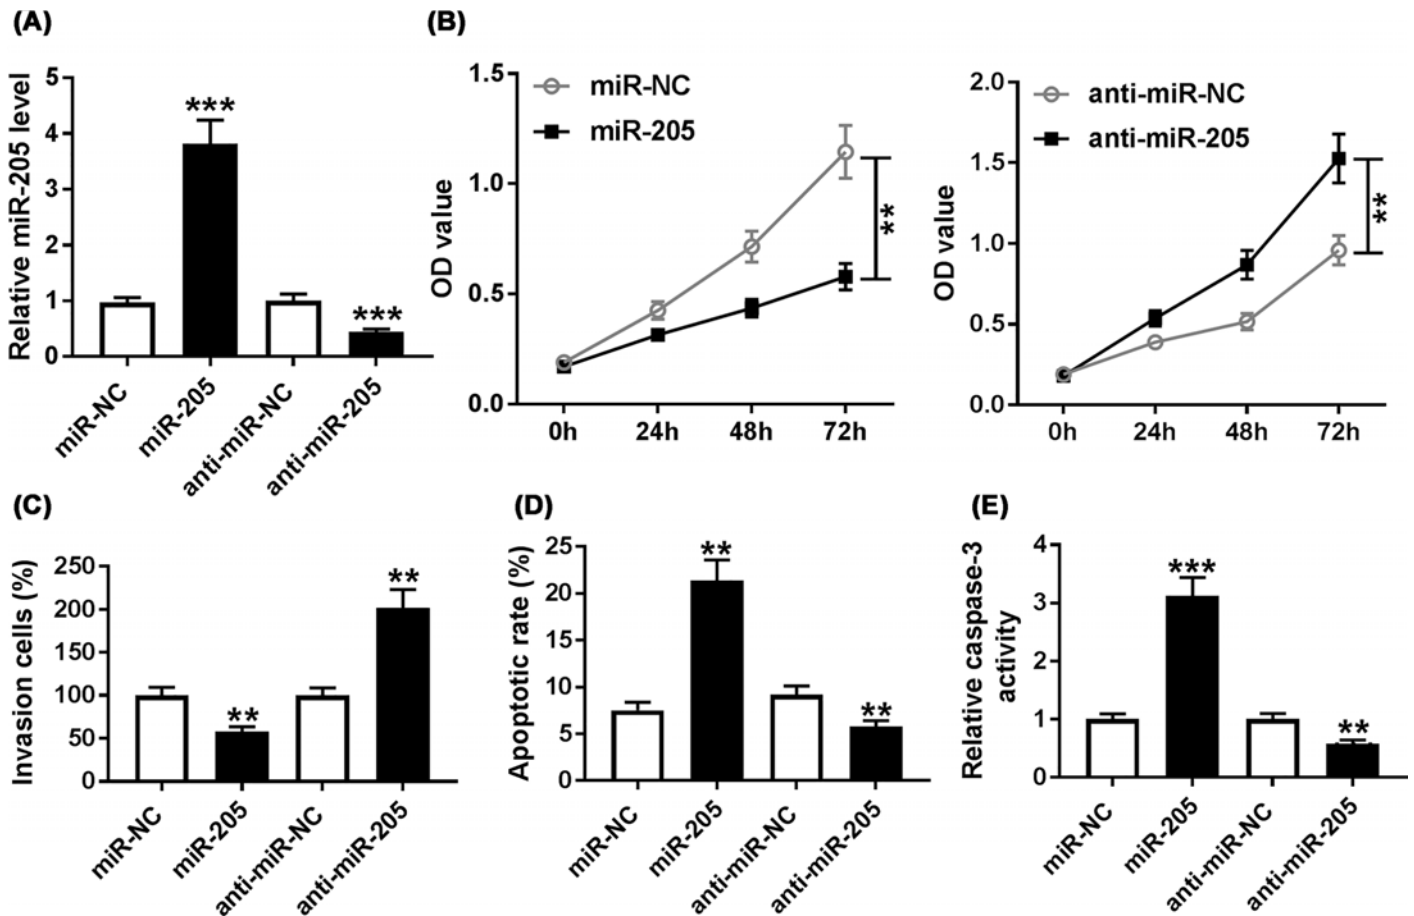 (A)
Relative miR-205 level
5
4
3
2
1
0
***
***
miR-NC
miR-205
anti-miR-NC
anti-miR-205
(B)
OD value
1.5
1.0
0.5
0.0
miR-NC
miR-205
**
0h
24h
48h
72h
OD value
2.0
1.5
1.0
0.5
0.0
anti-miR-NC
anti-miR-205
**
0h
24h
48h
72h
(C)
Invasion cells (%)
250
200
150
100
50
0
**
**
miR-NC
miR-205
anti-miR-NC
anti-miR-205
(D)
Apoptotic rate (%)
25
20
15
10
5
0
**
**
miR-NC
miR-205
anti-miR-NC
anti-miR-205
(E)
Relative caspase-3
activity
4
3
2
1
0
***
**
miR-NC
miR-205
anti-miR-NC
anti-miR-205